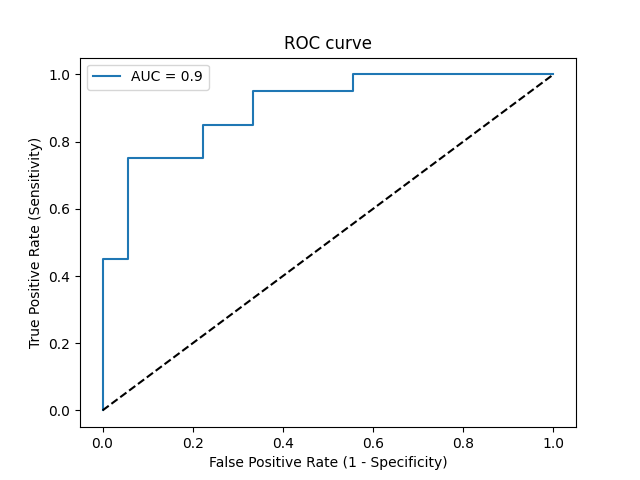 ROC curve
AUC = 0.9
True Positive Rate (Sensitivity)
1.0
0.8
0.6
0.4
0.2
0.0
0.0 0.2 0.4 0.6 0.8 1.0
False Positive Rate (1 - Specificity)